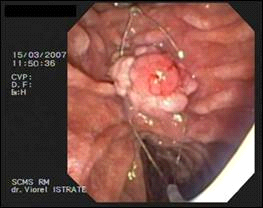 15/03/2007
11:50:36
CVP:
D.F:
SCMS RM
dr. Viorel ISTRATE